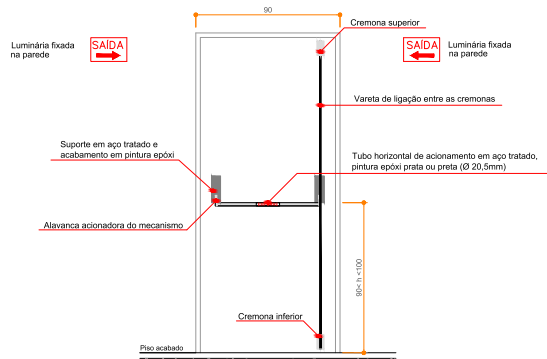 90
Cremona superior
Luminária fixada
na parede
SAÍDA
SAÍDA
Luminária fixada
na parede
Vareta de ligação entre as cremonas
Suporte em aço tratado e
acabamento em pintura epóxi
Tubo horizontal de acionamento em aço tratado,
pintura epóxi prata ou preta (Ø 20,5mm)
Alavanca acionadora do mecanismo
90< h <100
Cremona inferior
Piso acabado